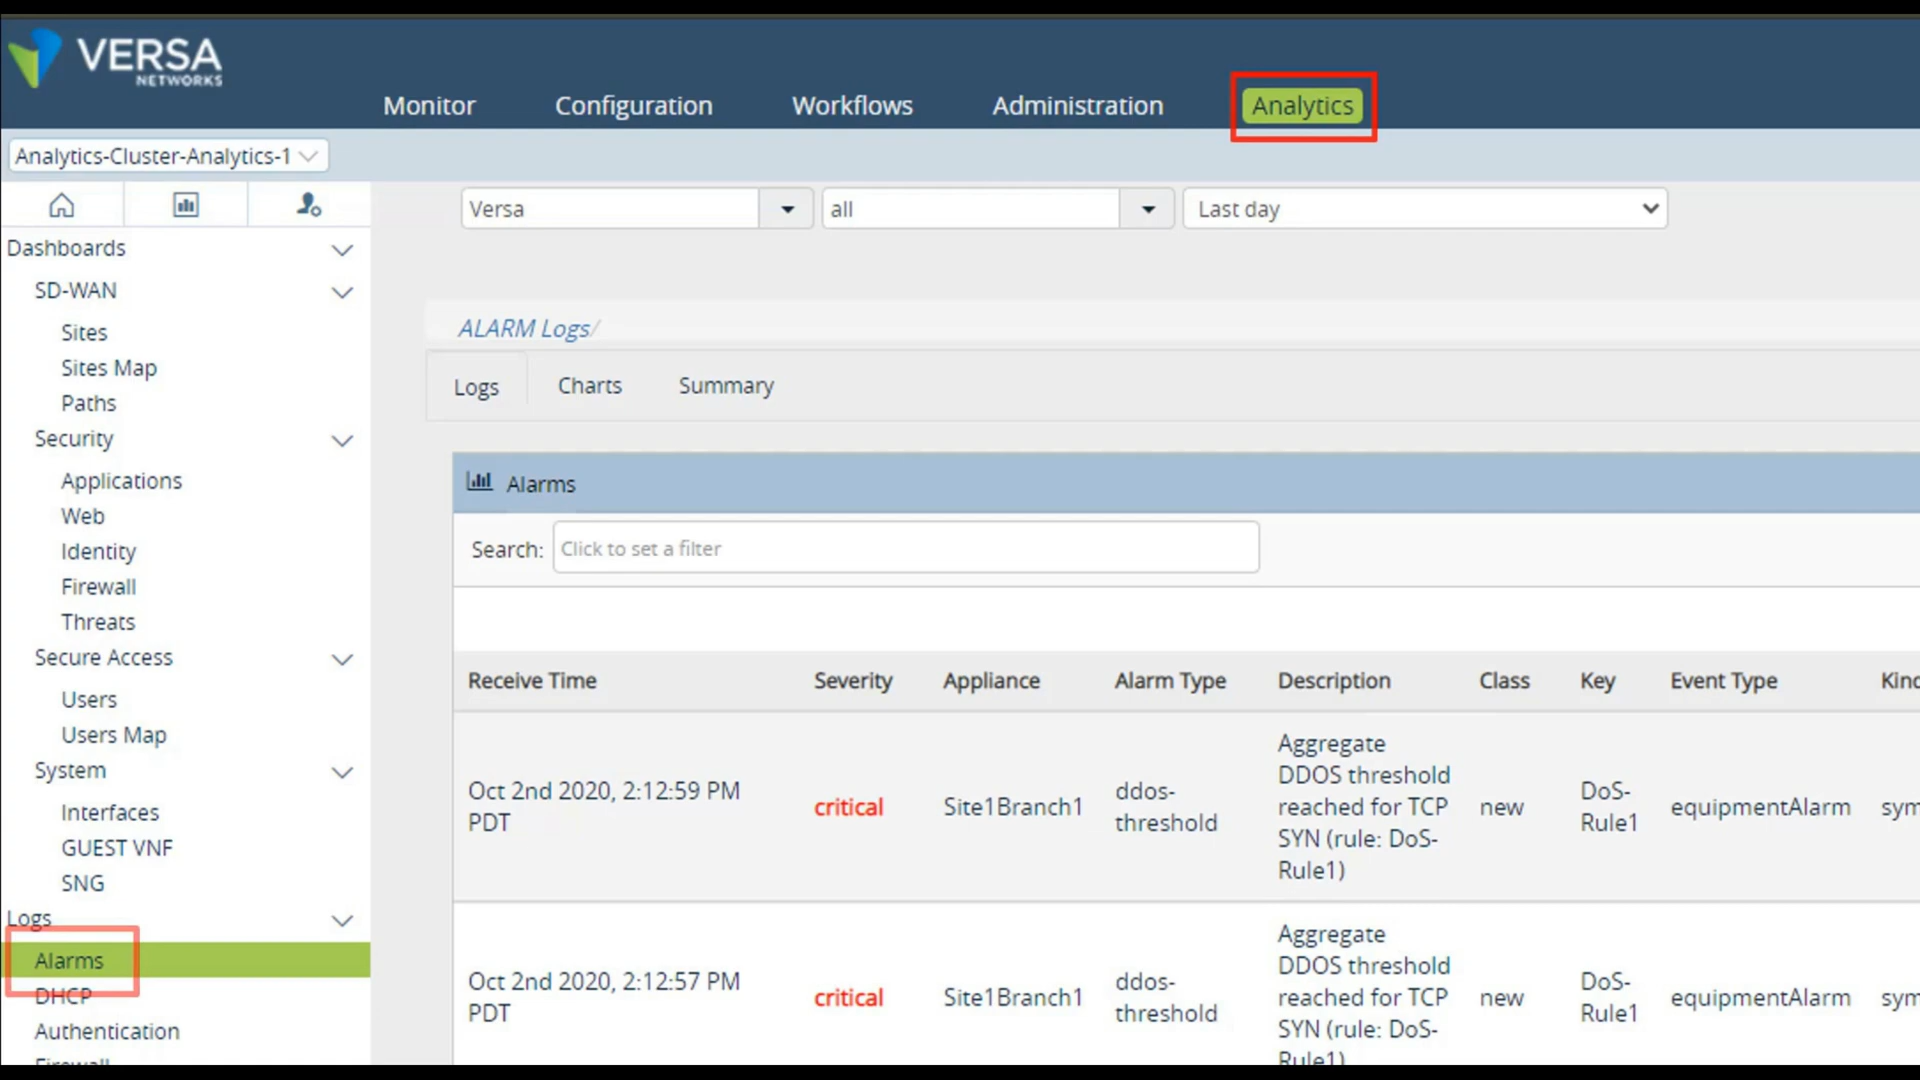 VERSA
NETWORKS
Monitor Configuration Workflows Administration Analytics
Analytics-Cluster-Analytics-1
Versa all Last day
Dashboards
SD-WAN
Sites
Sites Map
Paths
Security
Applications
Web
Identity
Firewall
Threats
Secure Access
Users
Users Map
System
Interfaces
GUEST VNF
SNG
Logs
Alarms
DHCP
Authentication
Firewall
ALARM Logs/
Logs Charts Summary
Alarms
Search: Click to set a filter
Receive Time Severity Appliance Alarm Type Description Class Key Event Type
Oct 2nd 2020, 2:12:59 PM
PDT
critical
Site1Branch1
ddos-
threshold
Aggregate
DDOS threshold
reached for TCP
SYN (rule: DoS-
Rule1)
new
DoS-
Rule1
equipmentAlarm
sym
Oct 2nd 2020, 2:12:57 PM
PDT
critical
Site1Branch1
ddos-
threshold
Aggregate
DDOS threshold
reached for TCP
SYN (rule: DoS-
Rule1)
new
DoS-
Rule1
equipmentAlarm
sym